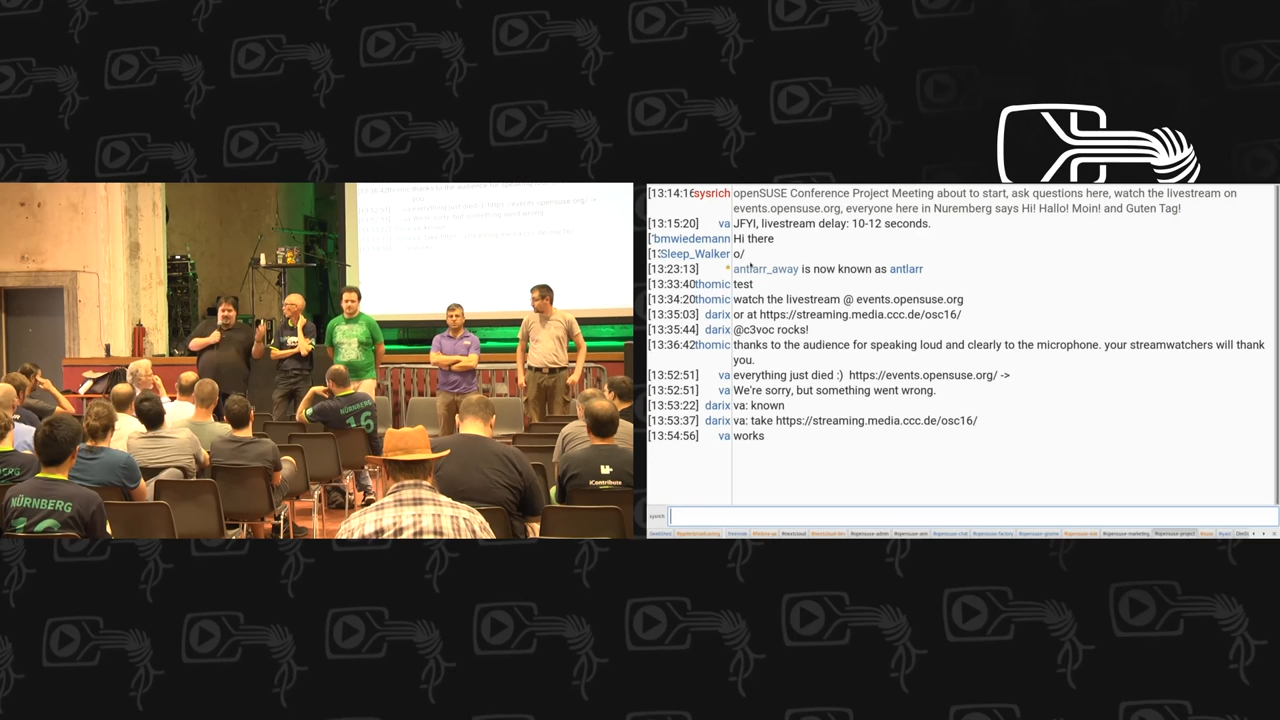 [13:14:16 sysrich openSUSE Conference Project Meeting about to start, ask questions here, watch the livestream on
events.opensuse.org, everyone here in Nuremberg says Hi! Hallo! Moin! and Guten Tag!
[13:15:20] va JFYI, livestream delay: 10-12 seconds.
bmwiedemann Hi there
Sleep_Walker o/
[13:23:13] * antlarr_away is now known as antlarr
[13:33:40 thomic test
[13:34:20 thomic watch the livestream @ events.opensuse.org
[13:35:03] darix or at https://streaming.media.ccc.de/osc16/
[13:35:44] darix @c3voc rocks!
[13:36:42 thomic thanks to the audience for speaking loud and clearly to the microphone. your streamwatchers will thank
you.
[13:52:51] va everything just died :) https://events.opensuse.org/ ->
[13:52:51] va We're sorry, but something went wrong.
[13:53:22] darix va: known
[13:53:37] darix va: take https://streaming.media.ccc.de/osc16/
[13:54:56] va works
sysrich
NÜRNBERG
16
iContribute
NÜRNBERG